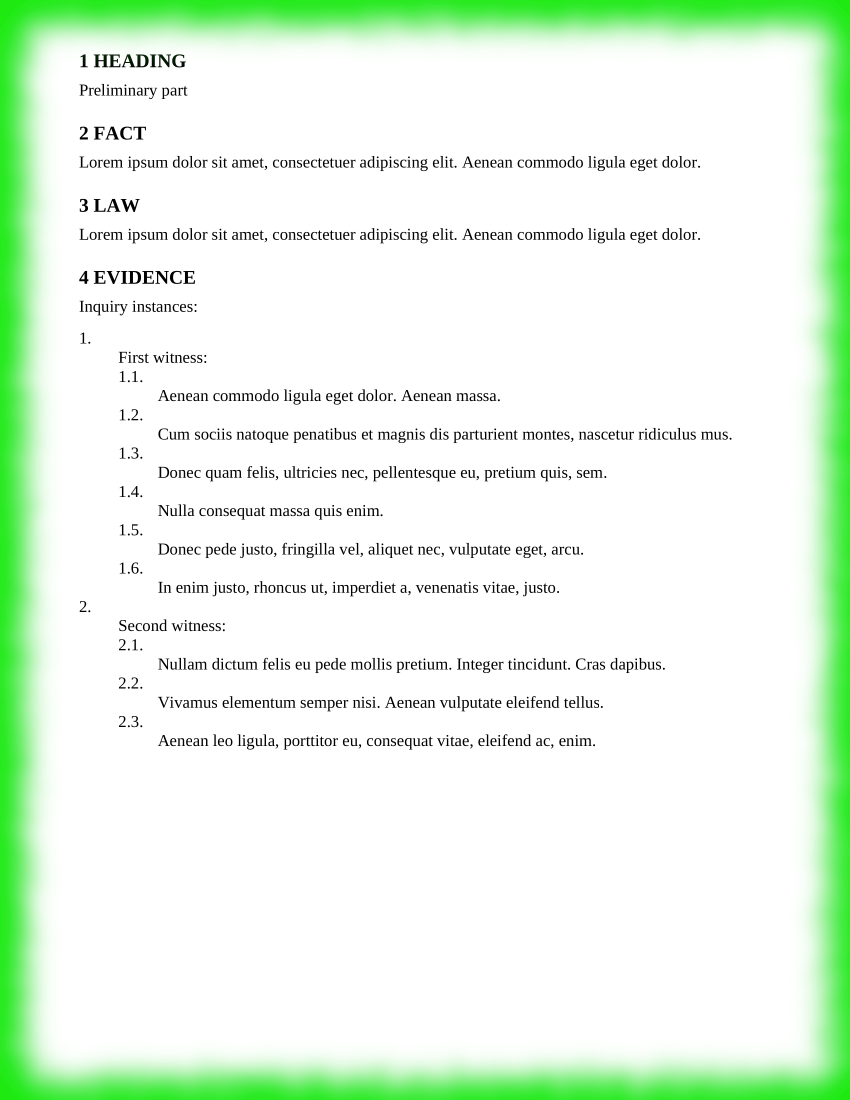 1 HEADING
Preliminary part
2 FACT
Lorem ipsum dolor sit amet, consectetuer adipiscing elit. Aenean commodo ligula eget dolor.
3 LAW
Lorem ipsum dolor sit amet, consectetuer adipiscing elit. Aenean commodo ligula eget dolor.
4 EVIDENCE
Inquiry instances:
1.
First witness:
1.1.
Aenean commodo ligula eget dolor. Aenean massa.
1.2.
Cum sociis natoque penatibus et magnis dis parturient montes, nascetur ridiculus mus.
1.3.
Donec quam felis, ultricies nec, pellentesque eu, pretium quis, sem.
1.4.
Nulla consequat massa quis enim.
1.5.
Donec pede justo, fringilla vel, aliquet nec, vulputate eget, arcu.
1.6.
In enim justo, rhoncus ut, imperdiet a, venenatis vitae, justo.
2.
Second witness:
2.1.
Nullam dictum felis eu pede mollis pretium. Integer tincidunt. Cras dapibus.
2.2.
Vivamus elementum semper nisi. Aenean vulputate eleifend tellus.
2.3.
Aenean leo ligula, porttitor eu, consequat vitae, eleifend ac, enim.